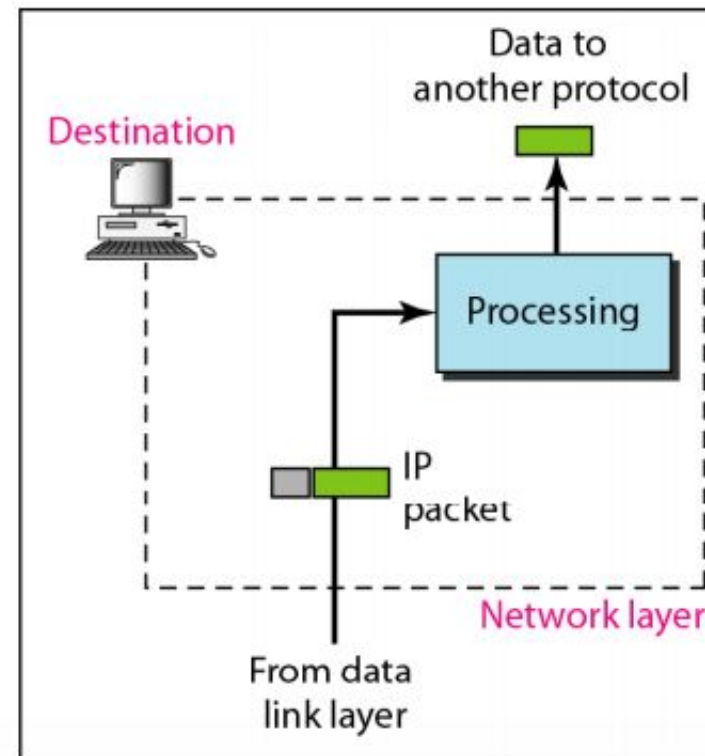 Data to
another protocol
Destination
Processing
IP
packet
Network layer
From data
link layer